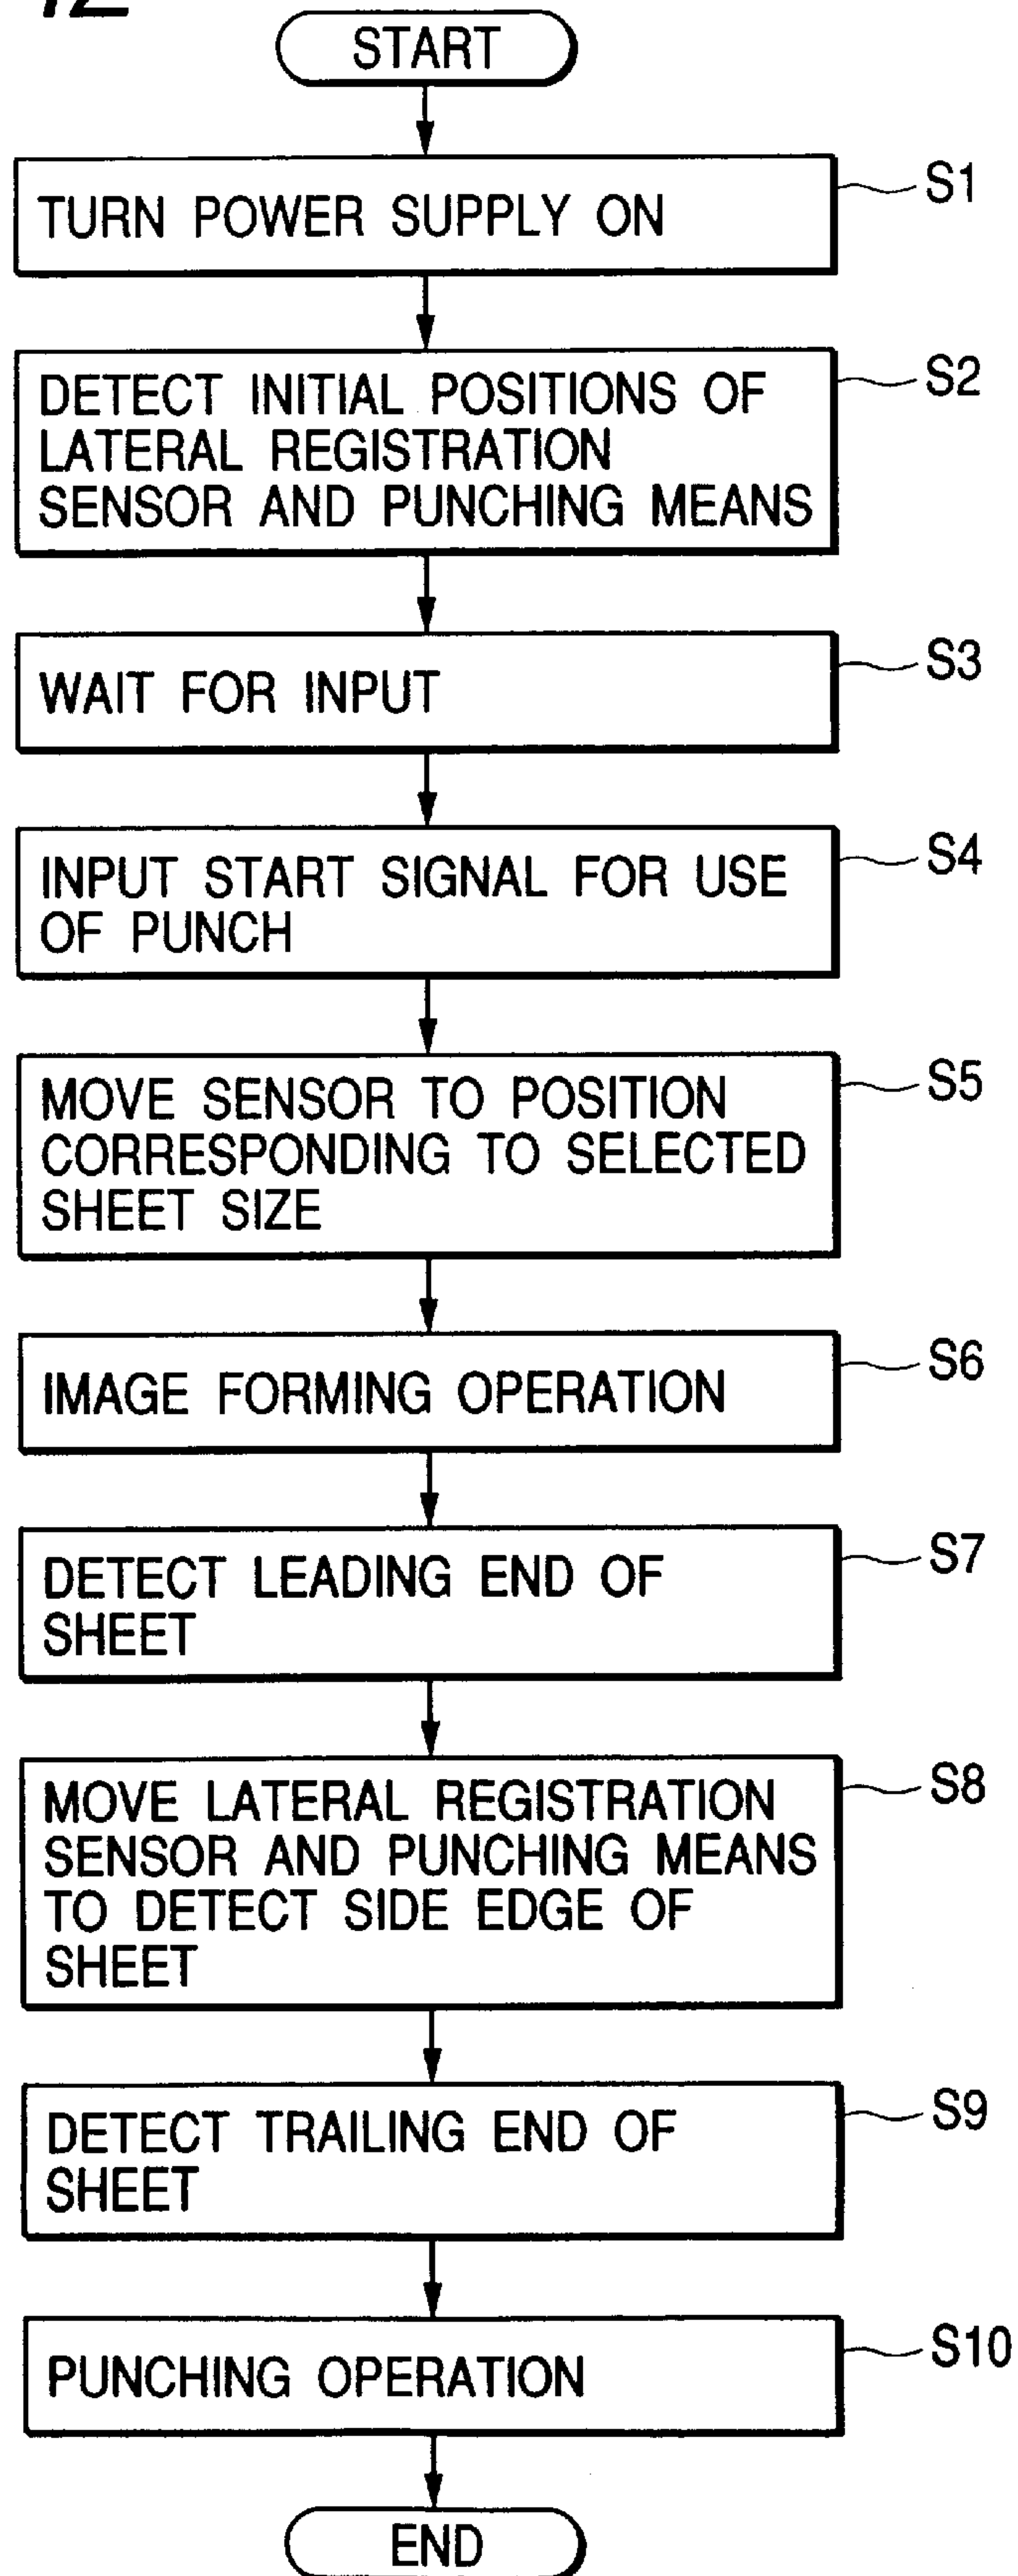 START
TURN POWER SUPPLY ON
S1
DETECT INITIAL POSITIONS OF
LATERAL REGISTRATION
SENSOR AND PUNCHING MEANS
S2
WAIT FOR INPUT
S3
INPUT START SIGNAL FOR USE
OF PUNCH
S4
MOVE SENSOR TO POSITION
CORRESPONDING TO SELECTED
SHEET SIZE
S5
IMAGE FORMING OPERATION
S6
DETECT LEADING END OF
SHEET
S7
MOVE LATERAL REGISTRATION
SENSOR AND PUNCHING MEANS
TO DETECT SIDE EDGE OF
SHEET
S8
DETECT TRAILING END OF
SHEET
S9
PUNCHING OPERATION
S10
END